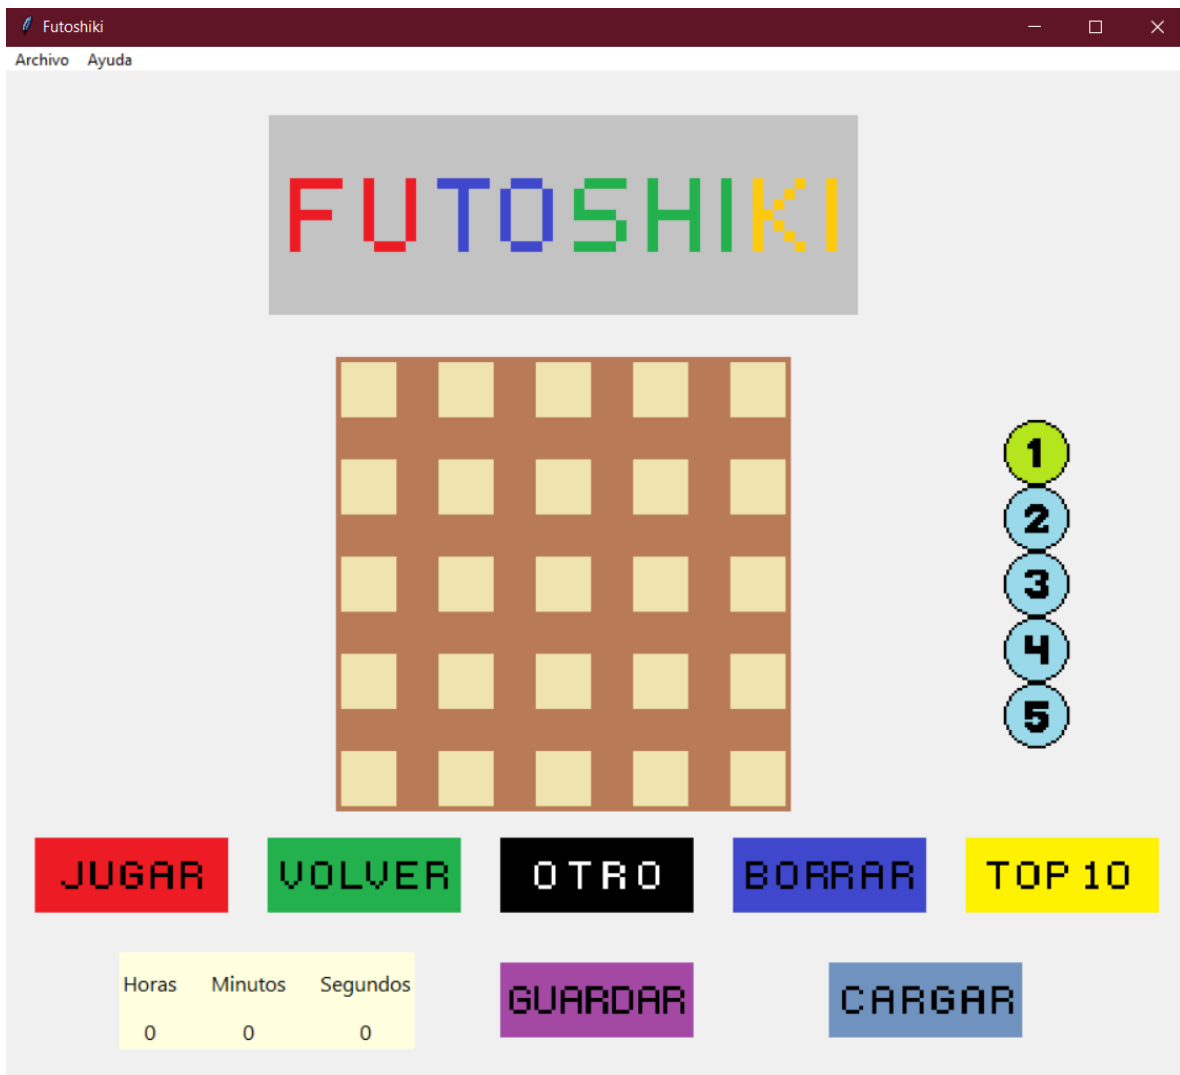 Futoshiki
Archivo Ayuda
FUTOSHIKI
1
2
3
4
5
JUGAR VOLVER OTRO BORRAR TOP 10
Horas Minutos Segundos
0 0 0
GUARDAR CARGAR